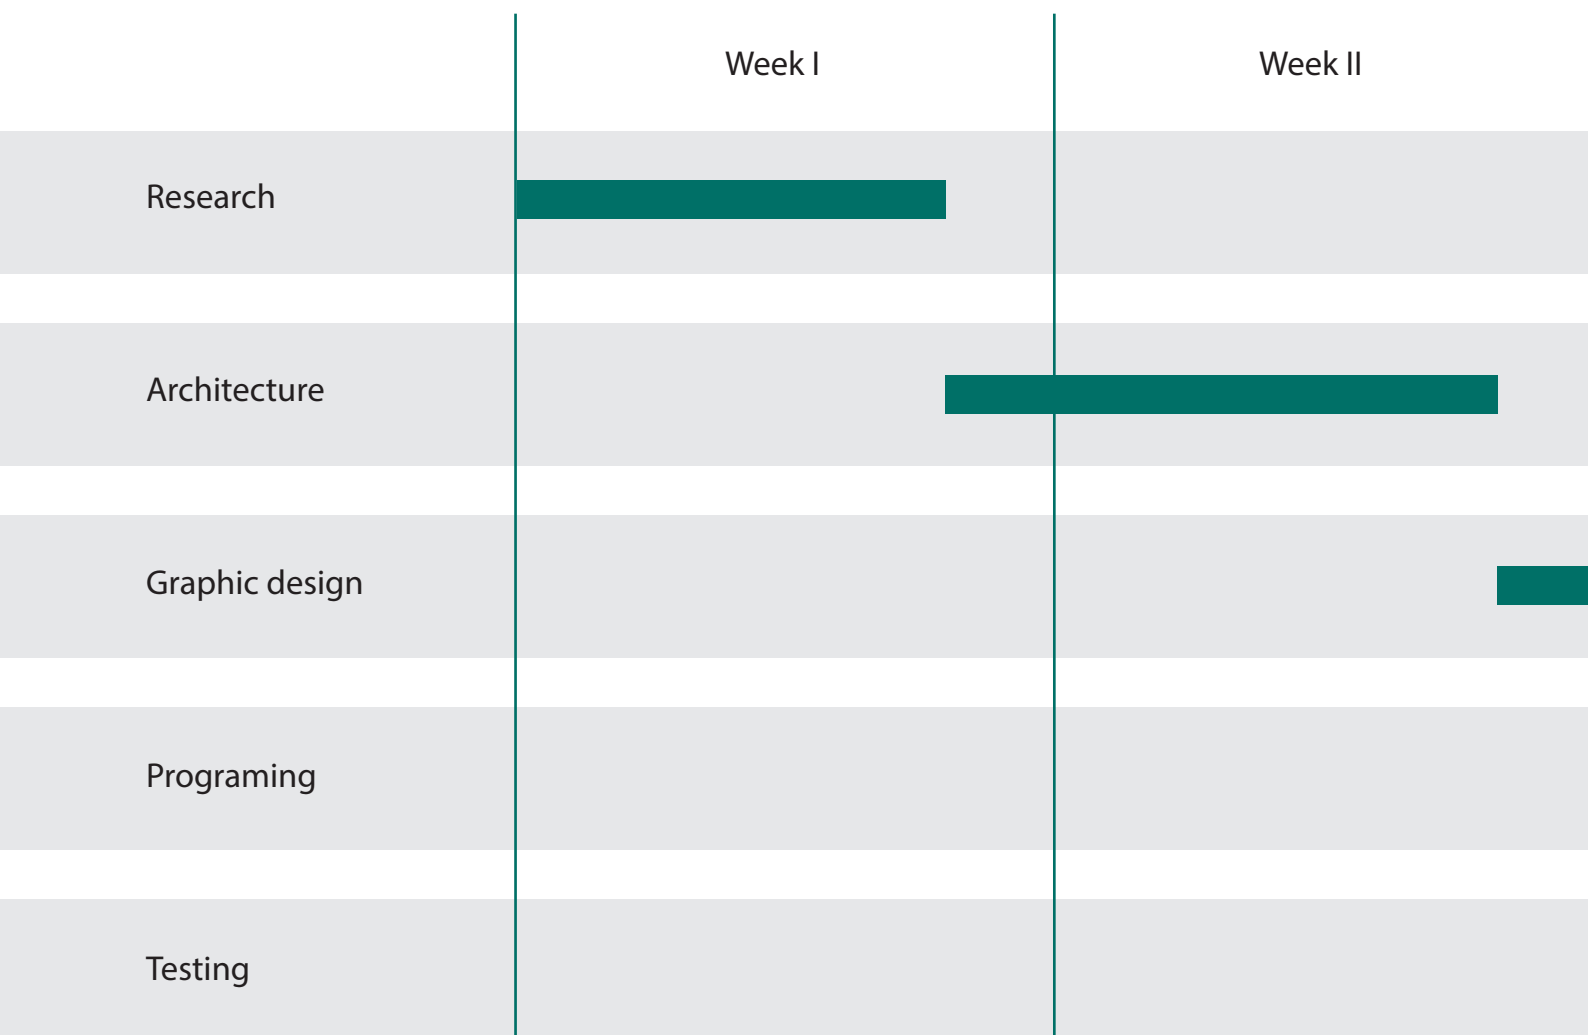 Week I
Week II
Research
Architecture
Graphic design
Programing
Testing